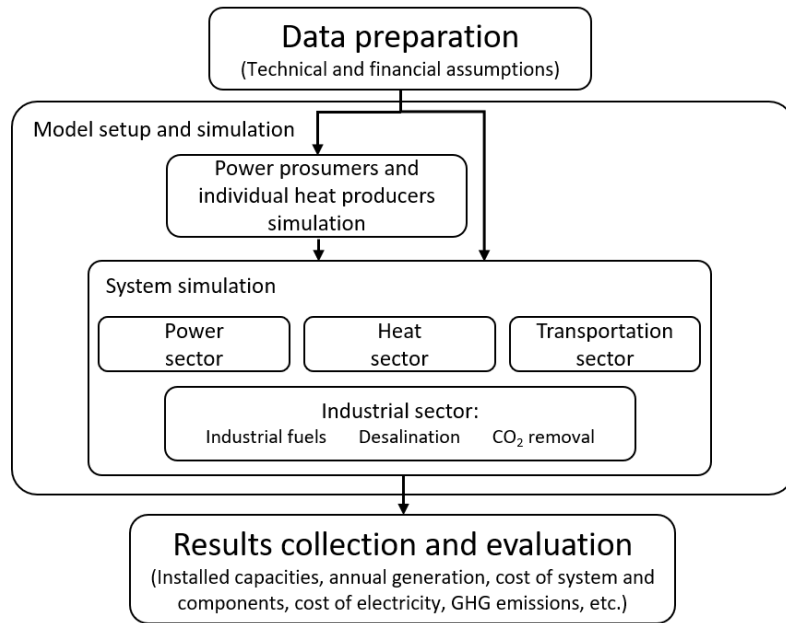 Data preparation
(Technical and financial assumptions)
Model setup and simulation
Power prosumers and
individual heat producers
simulation
System simulation
Power
sector
Heat
sector
Transportation
sector
Industrial sector:
Industrial fuels Desalination CO₂ removal
Results collection and evaluation
(Installed capacities, annual generation, cost of system and
components, cost of electricity, GHG emissions, etc.)